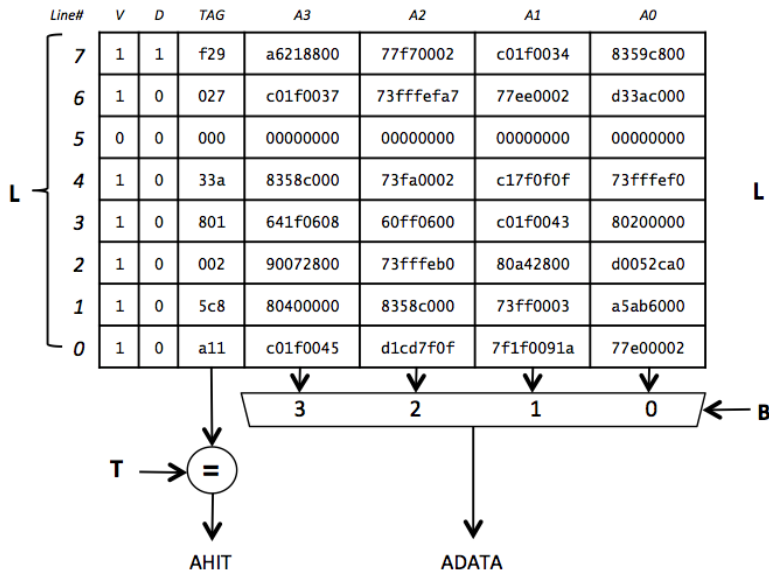 Line# V D TAG A3 A2 A1 A0
7 1 1 f29 a6218800 77f70002 c01f0034 8359c800
6 1 0 027 c01f0037 73fffefa7 77ee0002 d33ac000
5 0 0 000 00000000 00000000 00000000 00000000
L 4 1 0 33a 8358c000 73fa0002 c17f0f0f 73fffef0 L
3 1 0 801 641f0608 60ff0600 c01f0043 80200000
2 1 0 002 90072800 73fffeb0 80a42800 d0052ca0
1 1 0 5c8 80400000 8358c000 73ff0003 a5ab6000
0 1 0 a11 c01f0045 d1cd7f0f 7f1f0091a 77e00002
3 2 1 0 B
T =
AHIT ADATA